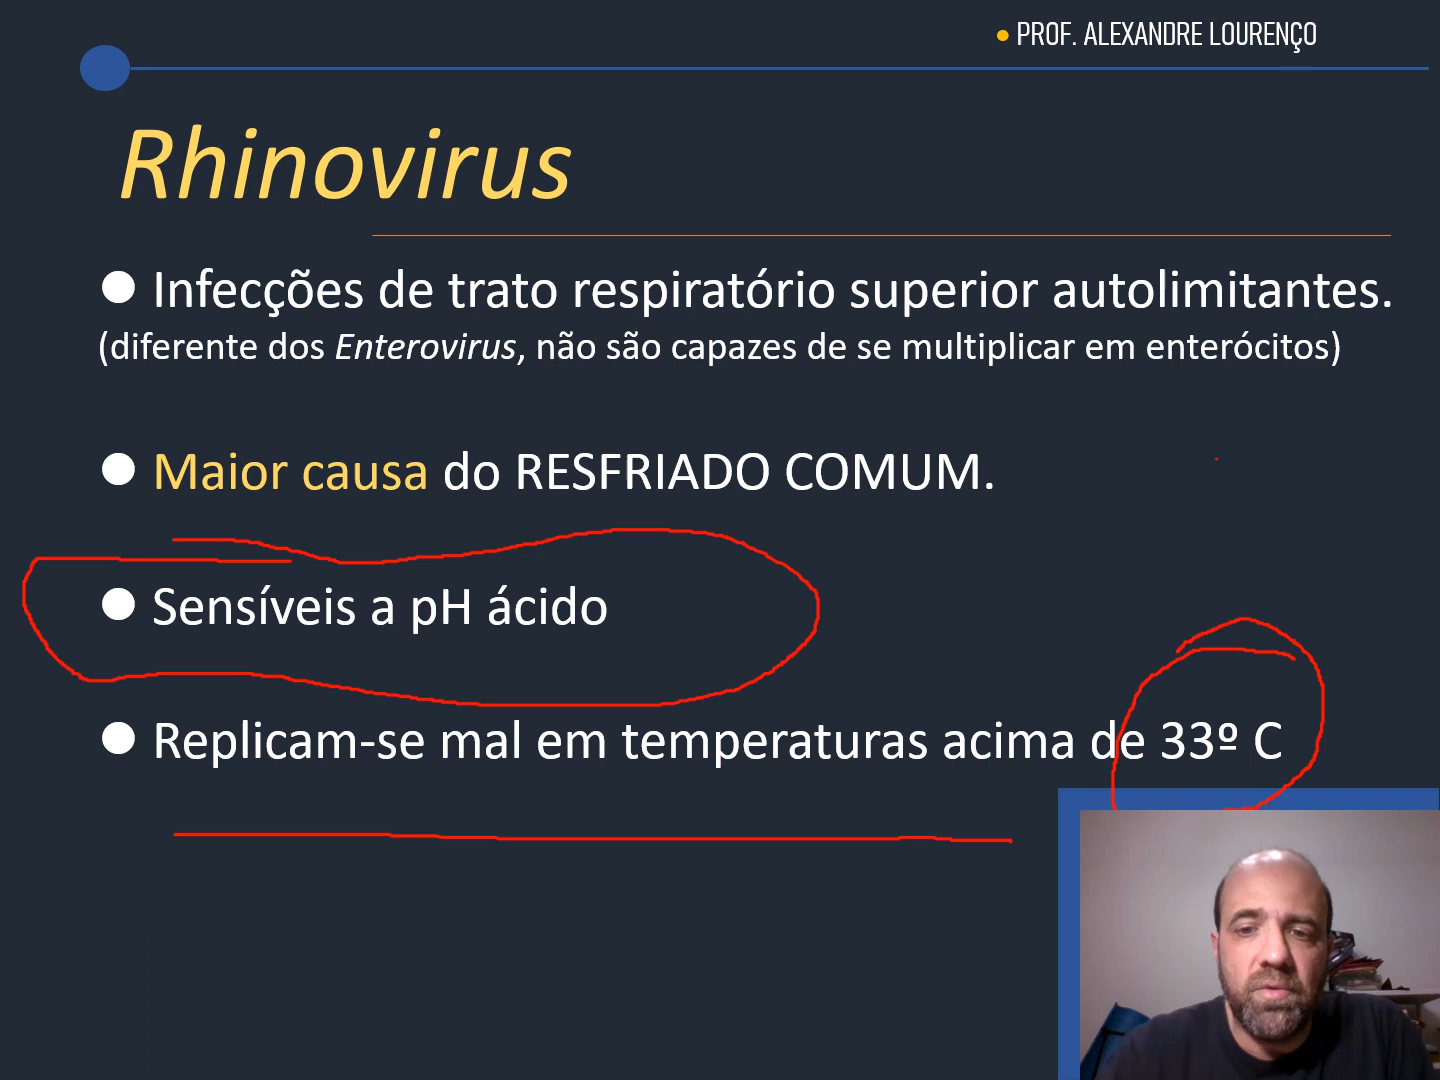 ● PROF. ALEXANDRE LOURENÇO
Rhinovirus
● Infecções de trato respiratório superior autolimitantes.
(diferente dos Enterovirus, não são capazes de se multiplicar em enterócitos)
● Maior causa do RESFRIADO COMUM.
● Sensíveis a pH ácido
● Replicam-se mal em temperaturas acima de 33º C